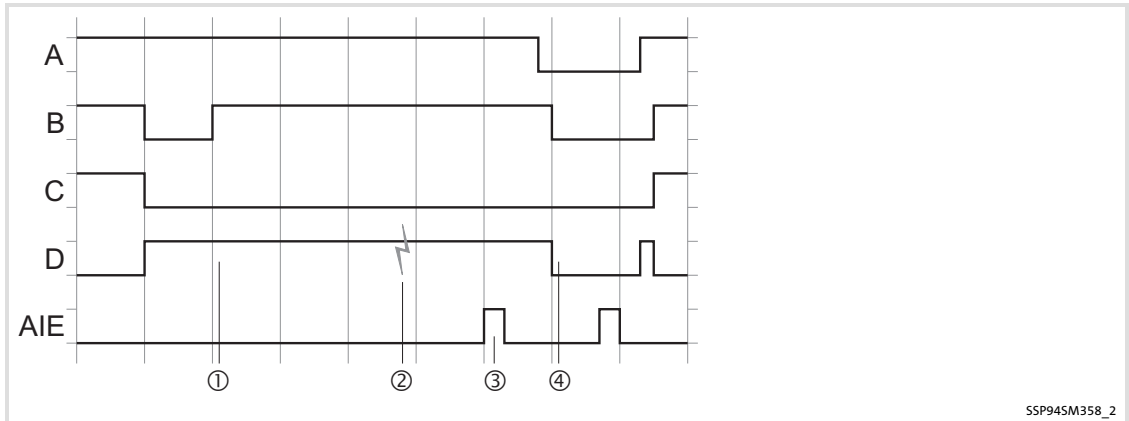 A
B
C
D
AIE
① ② ③ ④
SSP94SM358_2